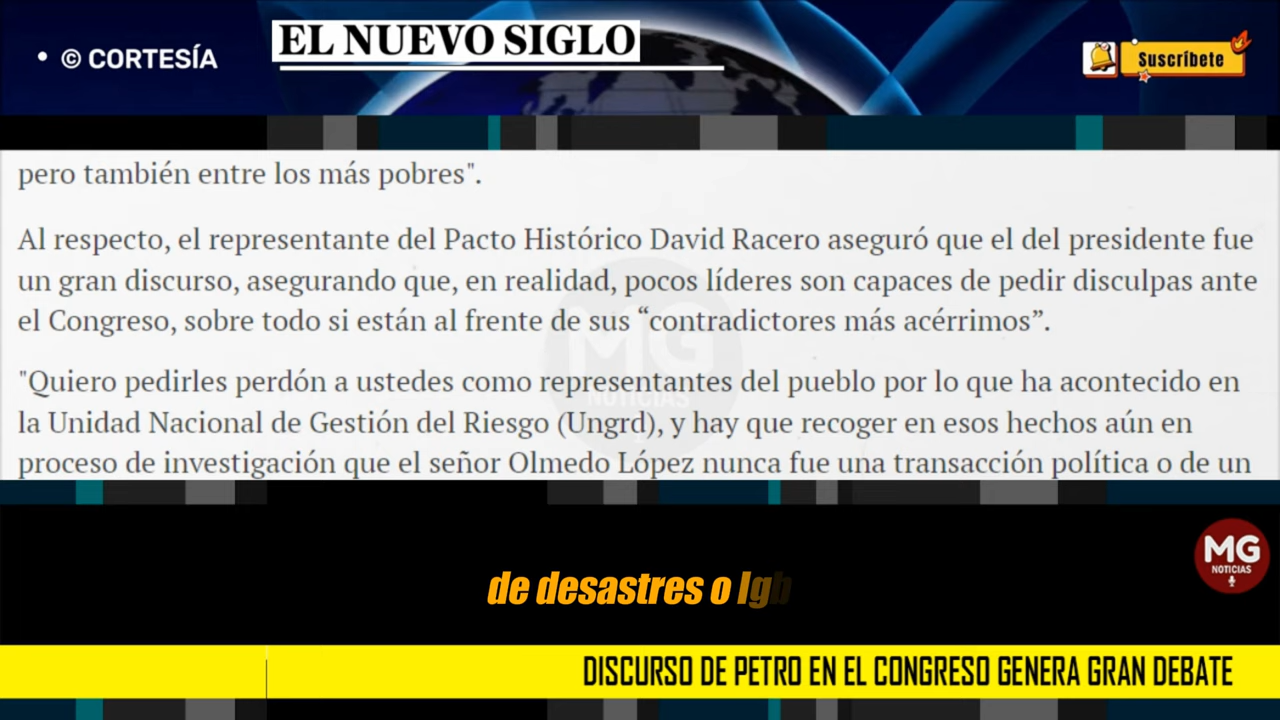 • © CORTESÍA
EL NUEVO SIGLO
Suscríbete
pero también entre los más pobres".
Al respecto, el representante del Pacto Histórico David Racero aseguró que el del presidente fue
un gran discurso, asegurando que, en realidad, pocos líderes son capaces de pedir disculpas ante
el Congreso, sobre todo si están al frente de sus “contradictores más acérrimos”.
"Quiero pedirles perdón a ustedes como representantes del pueblo por lo que ha acontecido en
la Unidad Nacional de Gestión del Riesgo (Ungrd), y hay que recoger en esos hechos aún en
proceso de investigación que el señor Olmedo López nunca fue una transacción política o de un
MG
NOTICIAS
MG
NOTICIAS
de desastres o Igb
DISCURSO DE PETRO EN EL CONGRESO GENERA GRAN DEBATE